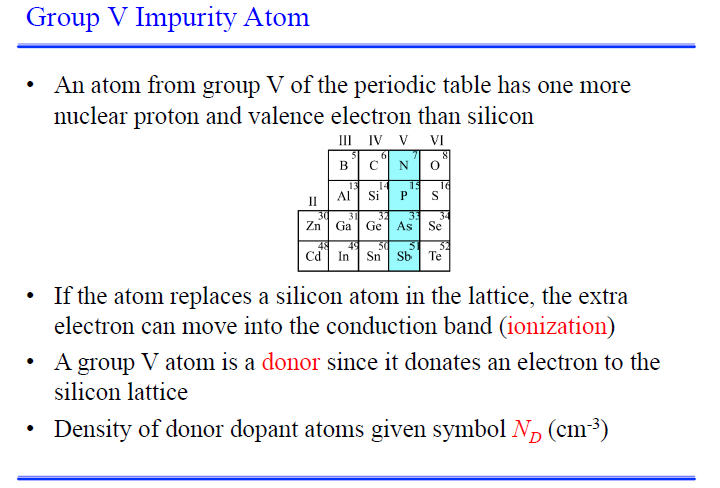 Group V Impurity Atom
• An atom from group V of the periodic table has one more
nuclear proton and valence electron than silicon
III IV V VI
5 6 7 8
B C N O
13 14 15 16
II Al Si P S
30 31 32 33 34
Zn Ga Ge As Se
48 49 50 51 52
Cd In Sn Sb Te
• If the atom replaces a silicon atom in the lattice, the extra
electron can move into the conduction band (ionization)
• A group V atom is a donor since it donates an electron to the
silicon lattice
• Density of donor dopant atoms given symbol N_D (cm⁻³)